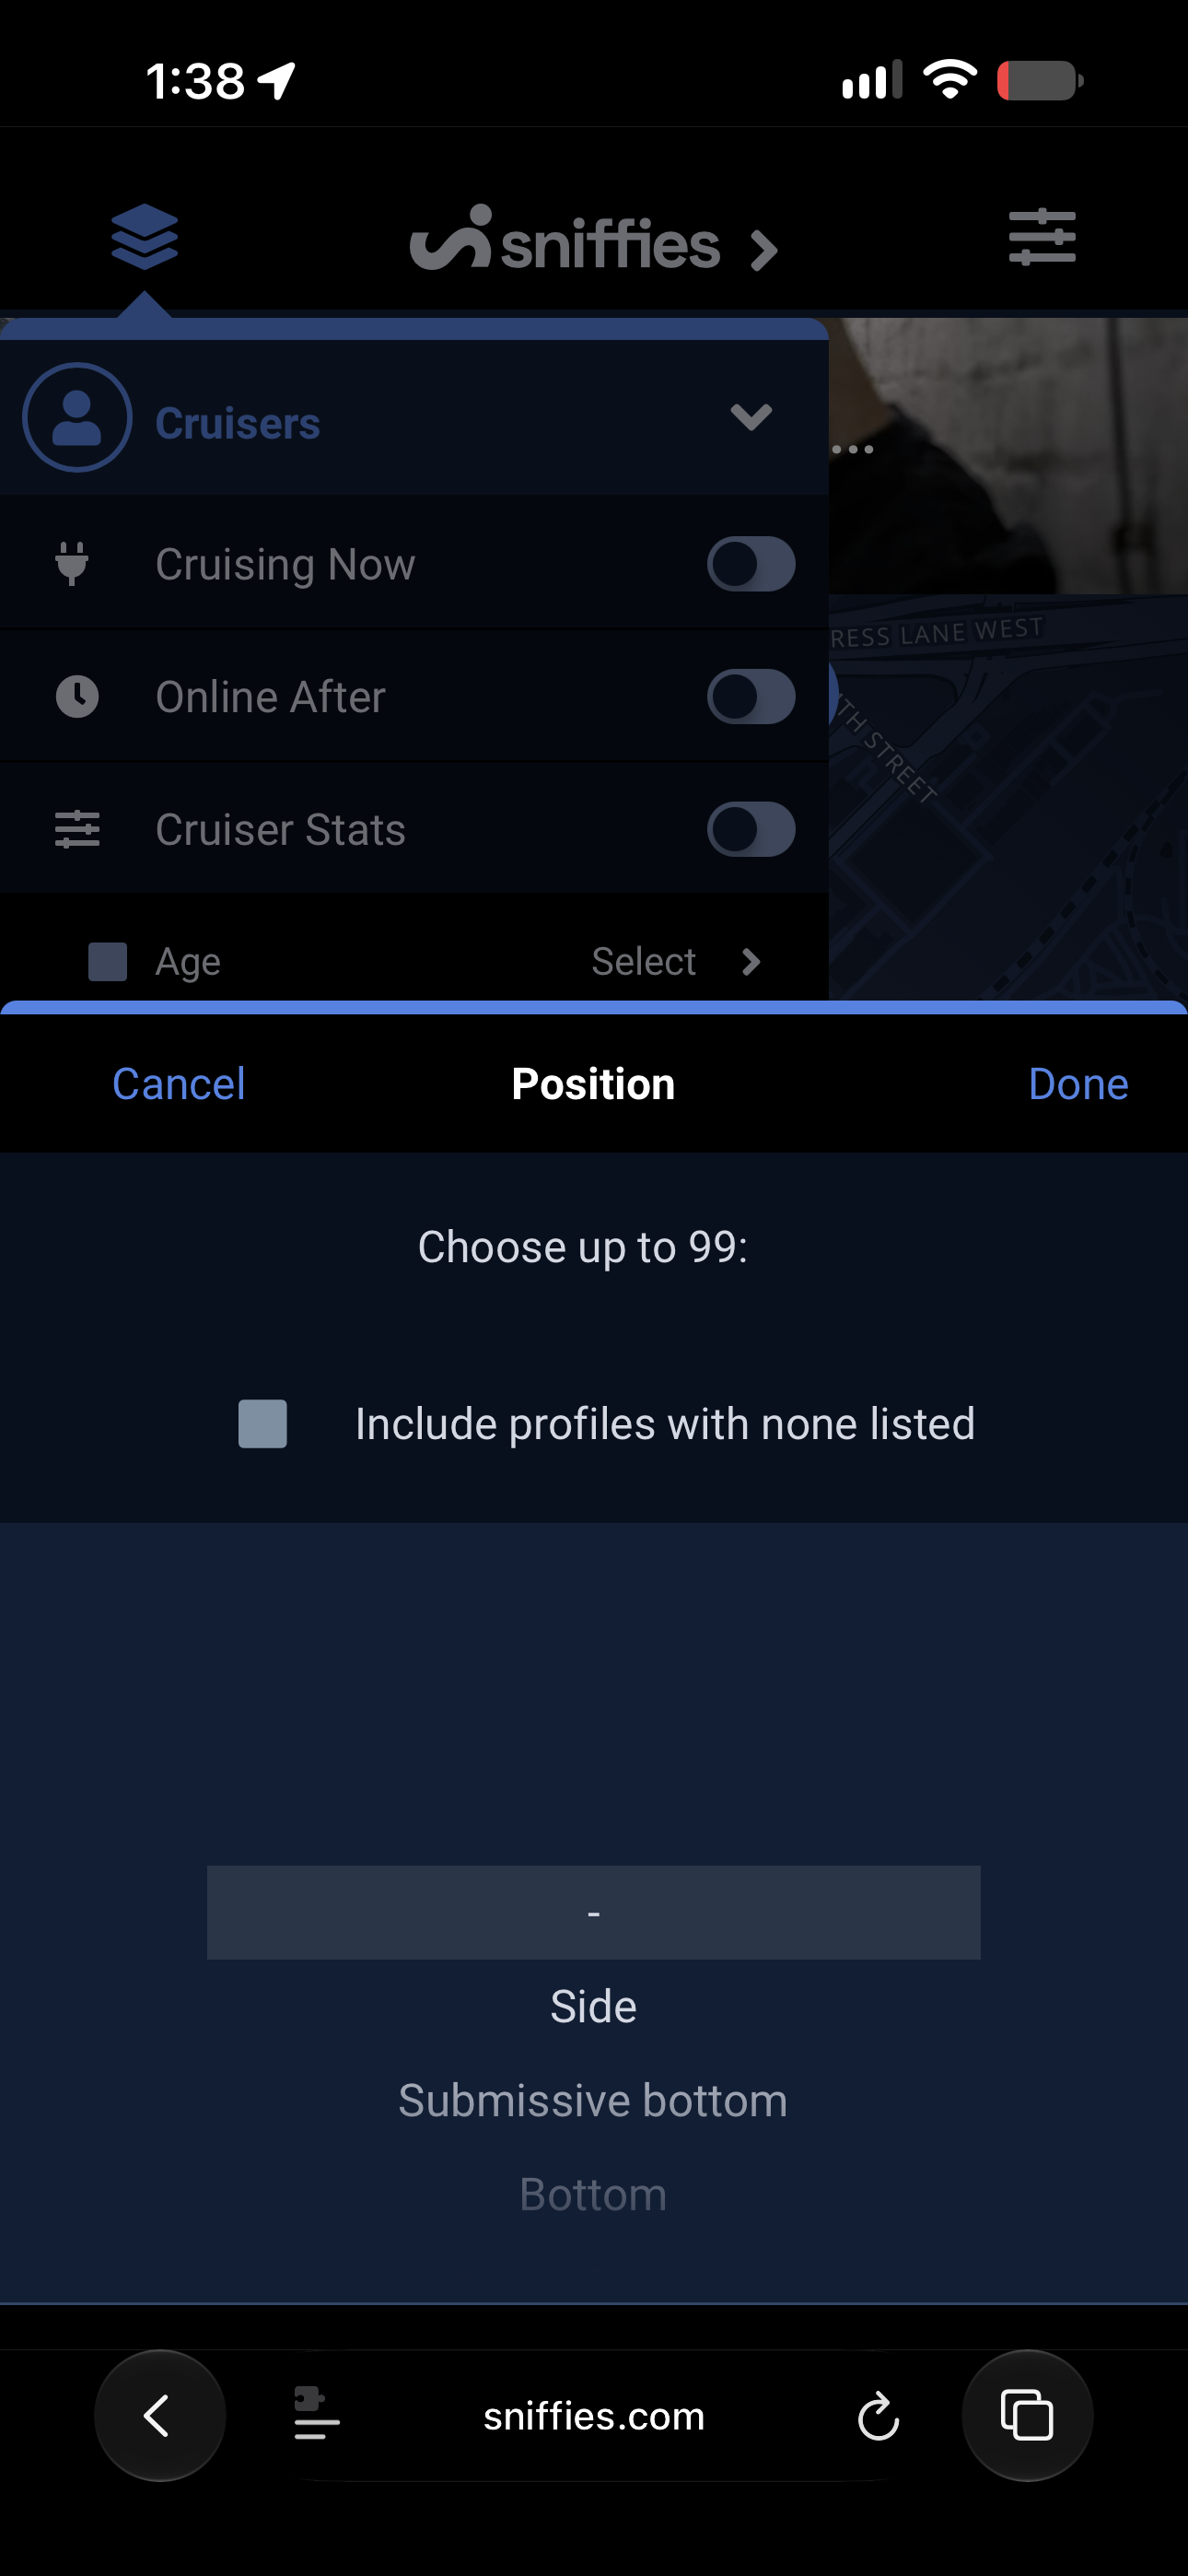 1:38
sniffies
Cruisers
...
Cruising Now
RESS LANE WEST
Online After
TH STREET
Cruiser Stats
Age Select
Cancel Position Done
Choose up to 99:
Include profiles with none listed
-
Side
Submissive bottom
Bottom
sniffies.com